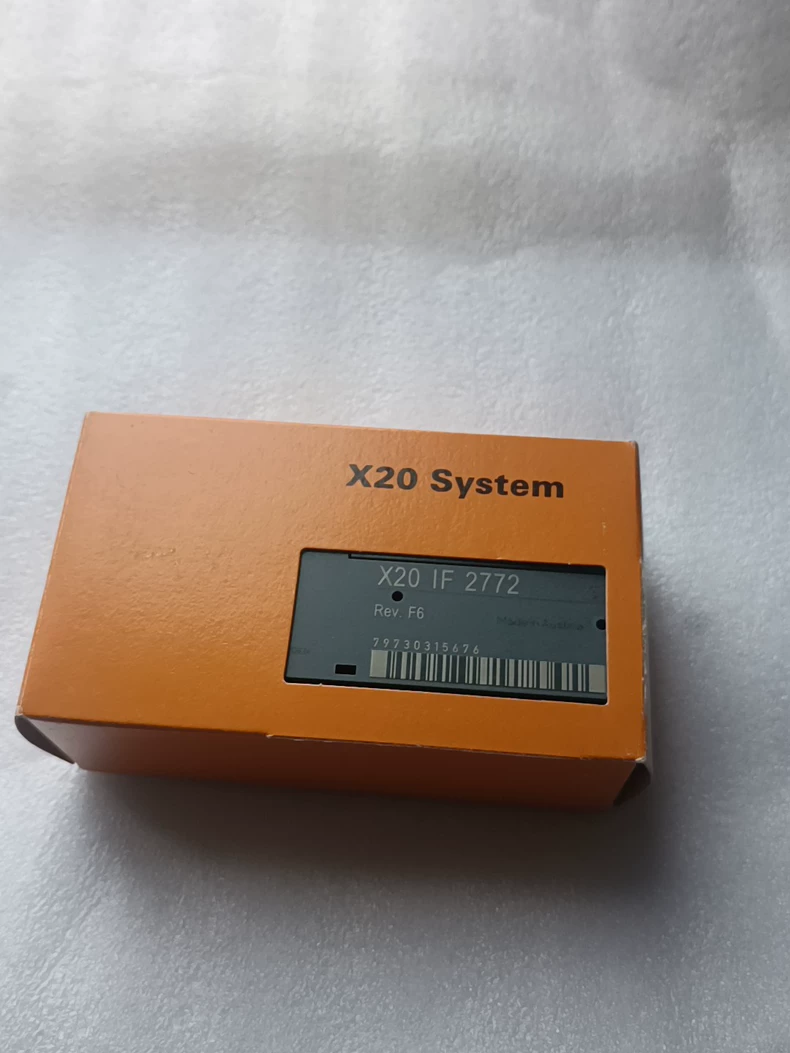 X20 System
X20 IF 2772
Rev. F6
Made in Austria
79730315676